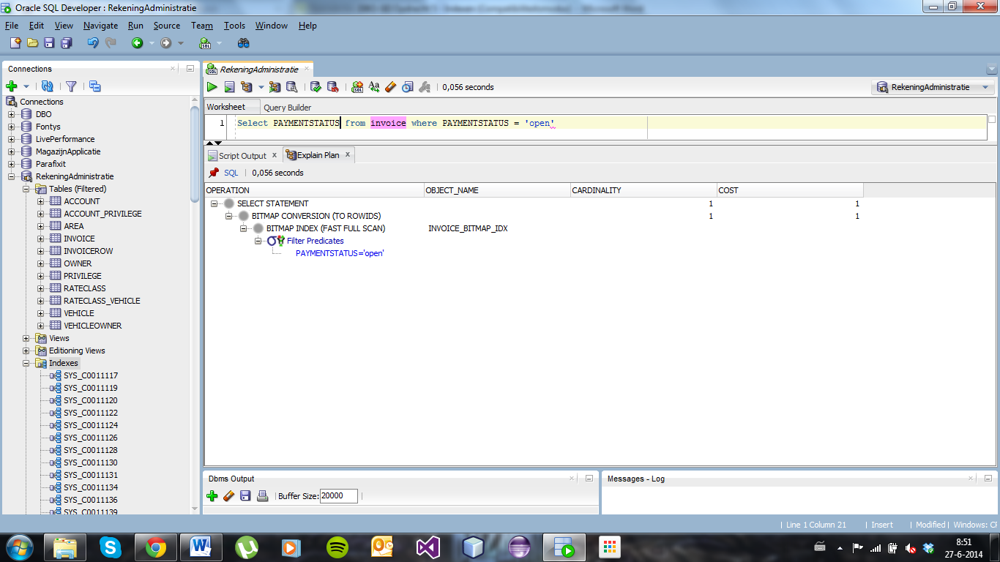 Oracle SQL Developer : RekeningAdministratie
File Edit View Navigate Run Source Team Tools Window Help
Connections
Connections
DBO
Fontys
LivePerformance
MagazijnApplicatie
Parafixit
RekeningAdministratie
Tables (Filtered)
ACCOUNT
ACCOUNT_PRIVILEGE
AREA
INVOICE
INVOICEROW
OWNER
PRIVILEGE
RATECLASS
RATECLASS_VEHICLE
VEHICLE
VEHICLEOWNER
Views
Editioning Views
Indexes
SYS_C0011117
SYS_C0011119
SYS_C0011120
SYS_C0011122
SYS_C0011124
SYS_C0011126
SYS_C0011128
SYS_C0011130
SYS_C0011131
SYS_C0011134
SYS_C0011136
SYS_C0011139
RekeningAdministratie
0,056 seconds RekeningAdministratie
Worksheet Query Builder
1 Select PAYMENTSTATUS from invoice where PAYMENTSTATUS = 'open'
Script Output x Explain Plan x
SQL | 0,056 seconds
OPERATION OBJECT_NAME CARDINALITY COST
SELECT STATEMENT 1 1
BITMAP CONVERSION (TO ROWIDS) 1 1
BITMAP INDEX (FAST FULL SCAN) INVOICE_BITMAP_IDX
Filter Predicates
PAYMENTSTATUS='open'
Dbms Output
Buffer Size: 20000
Messages - Log
| Line 1 Column 21 | Insert | Modified | Windows: CF
8:51
27-6-2014